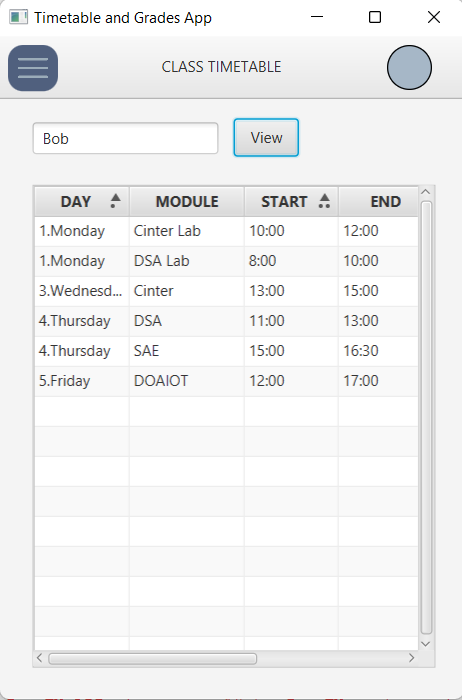 Timetable and Grades App
CLASS TIMETABLE
Bob View
DAY MODULE START END
1.Monday Cinter Lab 10:00 12:00
1.Monday DSA Lab 8:00 10:00
3.Wednesd... Cinter 13:00 15:00
4.Thursday DSA 11:00 13:00
4.Thursday SAE 15:00 16:30
5.Friday DOAIOT 12:00 17:00